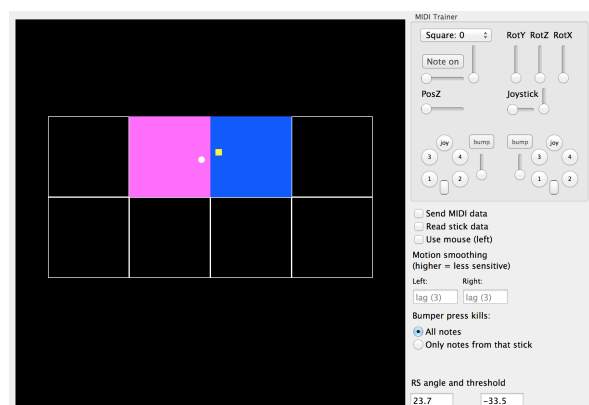 MIDI Trainer
Square: 0
RotY RotZ RotX
Note on
PosZ
Joystick
joy bump bump joy
3 4 3 4
1 2 1 2
Send MIDI data
Read stick data
Use mouse (left)
Motion smoothing
(higher = less sensitive)
Left: Right:
lag (3) lag (3)
Bumper press kills:
All notes
Only notes from that stick
RS angle and threshold
23.7 -33.5